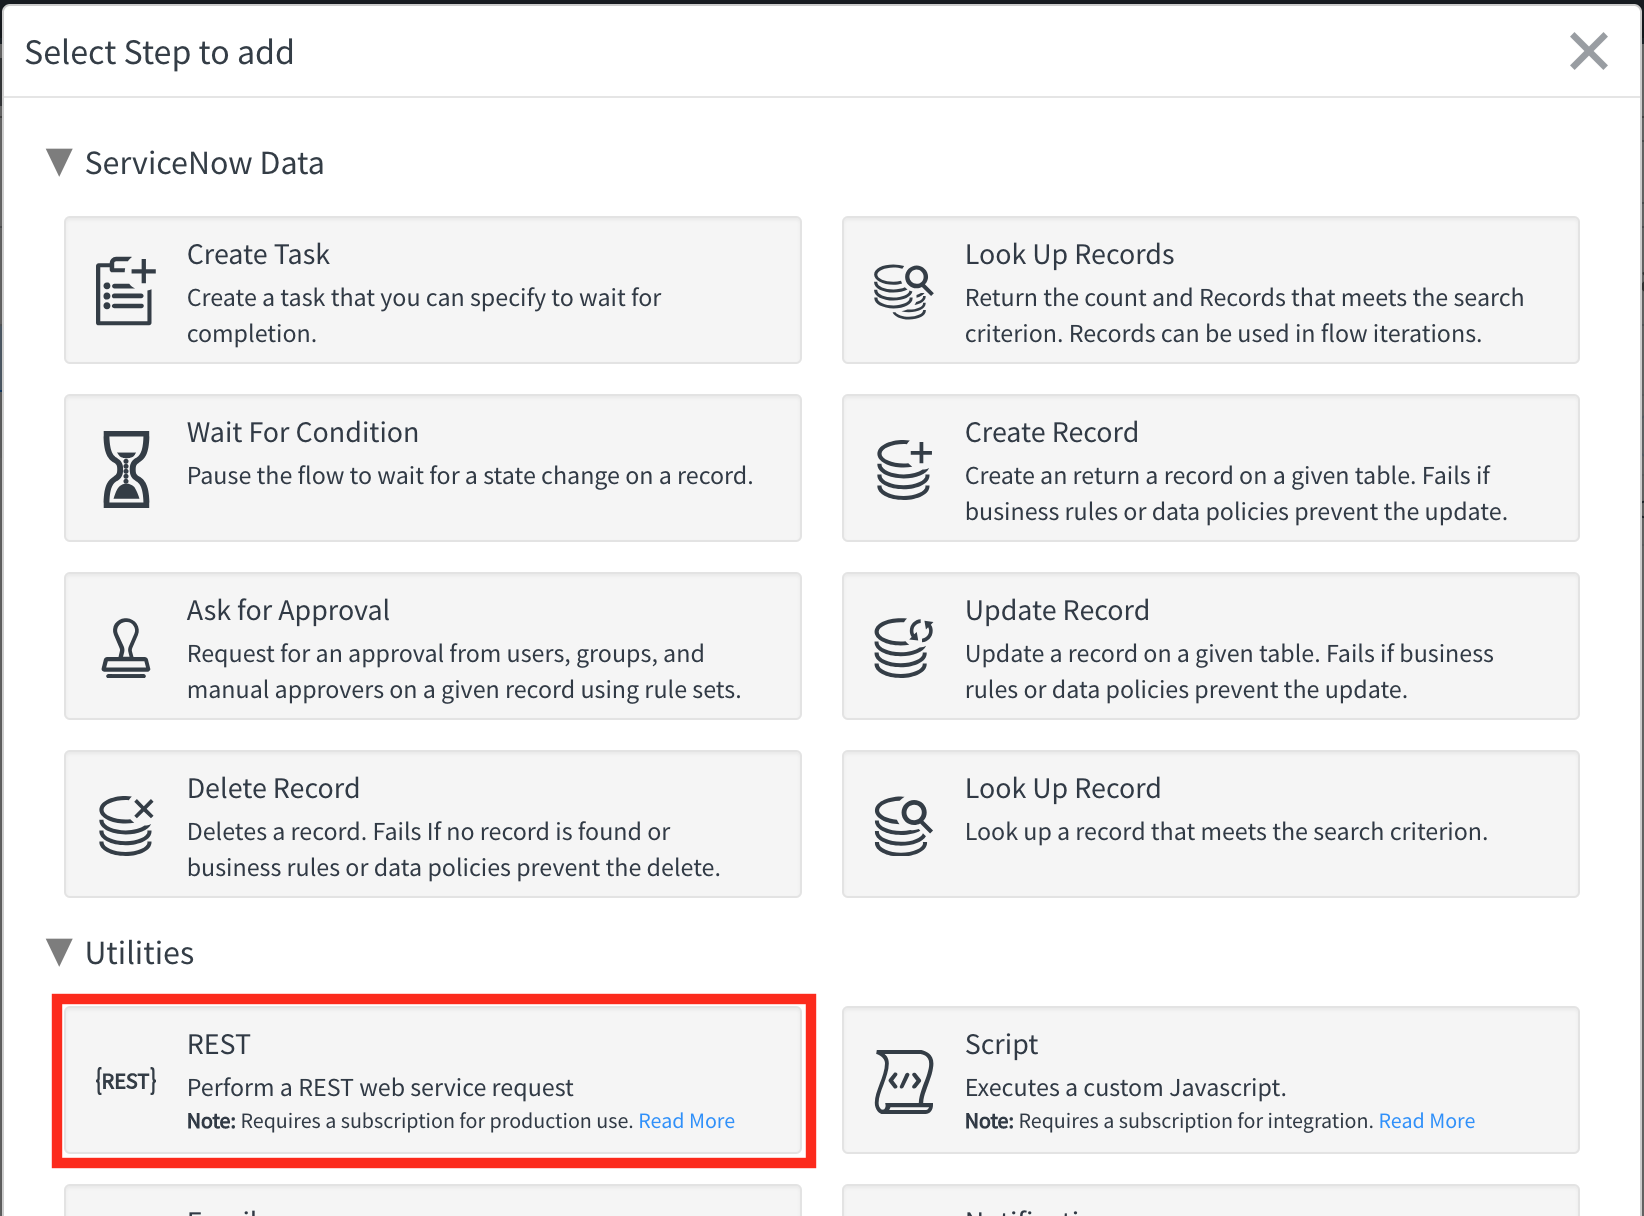 Select Step to add
ServiceNow Data
Create Task
Create a task that you can specify to wait for
completion.
Look Up Records
Return the count and Records that meets the search
criterion. Records can be used in flow iterations.
Wait For Condition
Pause the flow to wait for a state change on a record.
Create Record
Create an return a record on a given table. Fails if
business rules or data policies prevent the update.
Ask for Approval
Request for an approval from users, groups, and
manual approvers on a given record using rule sets.
Update Record
Update a record on a given table. Fails if business
rules or data policies prevent the update.
Delete Record
Deletes a record. Fails If no record is found or
business rules or data policies prevent the delete.
Look Up Record
Look up a record that meets the search criterion.
Utilities
{REST}
REST
Perform a REST web service request
Note: Requires a subscription for production use. Read More
</>
Script
Executes a custom Javascript.
Note: Requires a subscription for integration. Read More